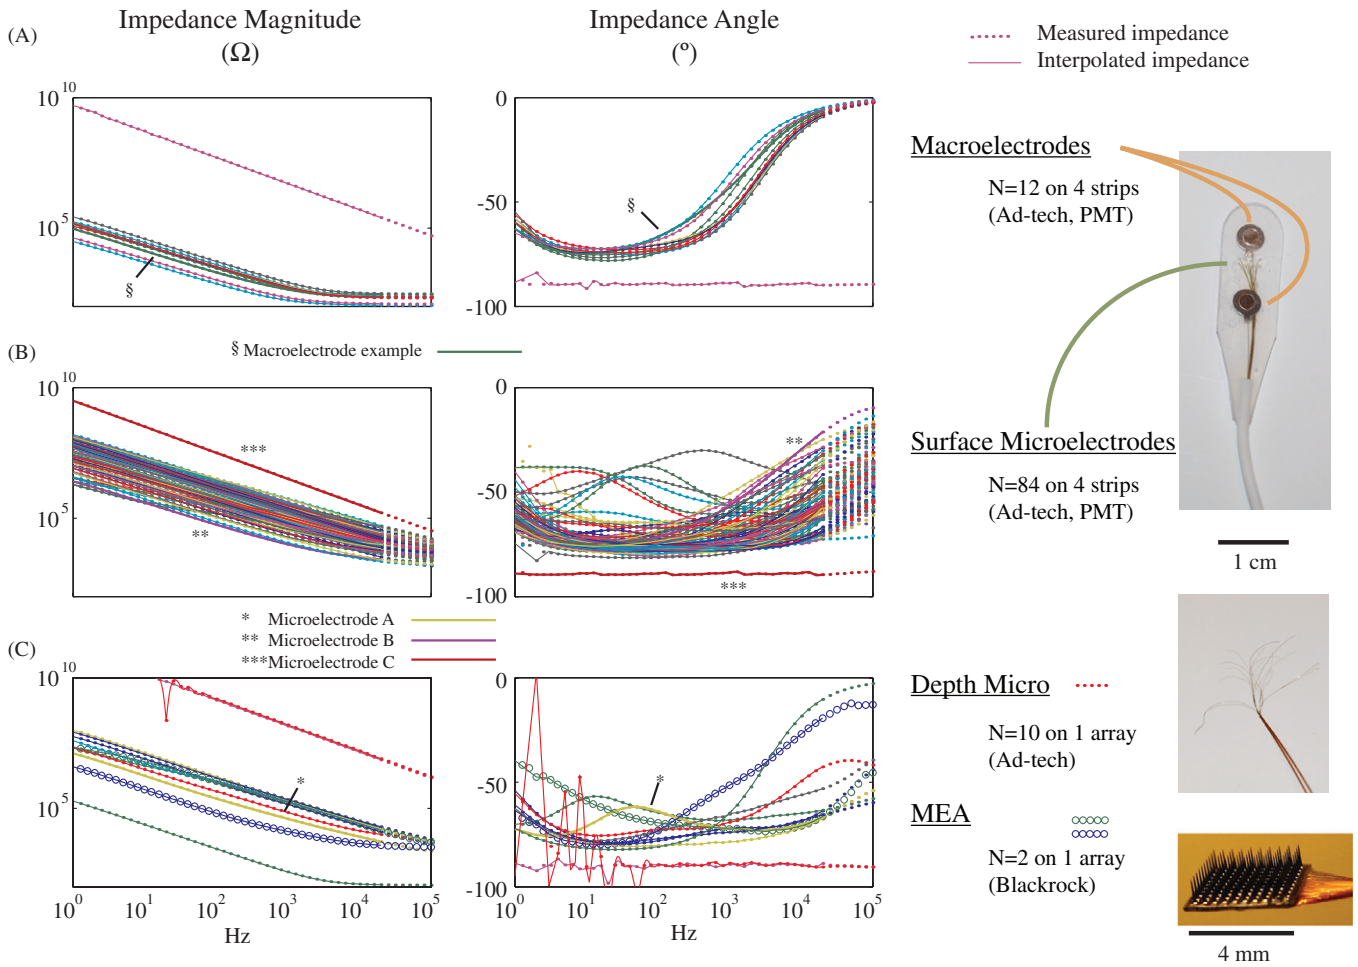 Impedance Magnitude
(Ω)
Impedance Angle
(º)
Measured impedance
Interpolated impedance
(A)
10^10
10^5
§
0
-50
-100
§
Macroelectrodes
N=12 on 4 strips
(Ad-tech, PMT)
(B)
§ Macroelectrode example
10^10
10^5
***
**
0
-50
-100
**
***
Surface Microelectrodes
N=84 on 4 strips
(Ad-tech, PMT)
1 cm
* Microelectrode A
** Microelectrode B
*** Microelectrode C
(C)
10^10
10^5
*
10^0 10^1 10^2 10^3 10^4 10^5
Hz
0
-50
-100
*
10^0 10^1 10^2 10^3 10^4 10^5
Hz
Depth Micro
N=10 on 1 array
(Ad-tech)
MEA
N=2 on 1 array
(Blackrock)
4 mm